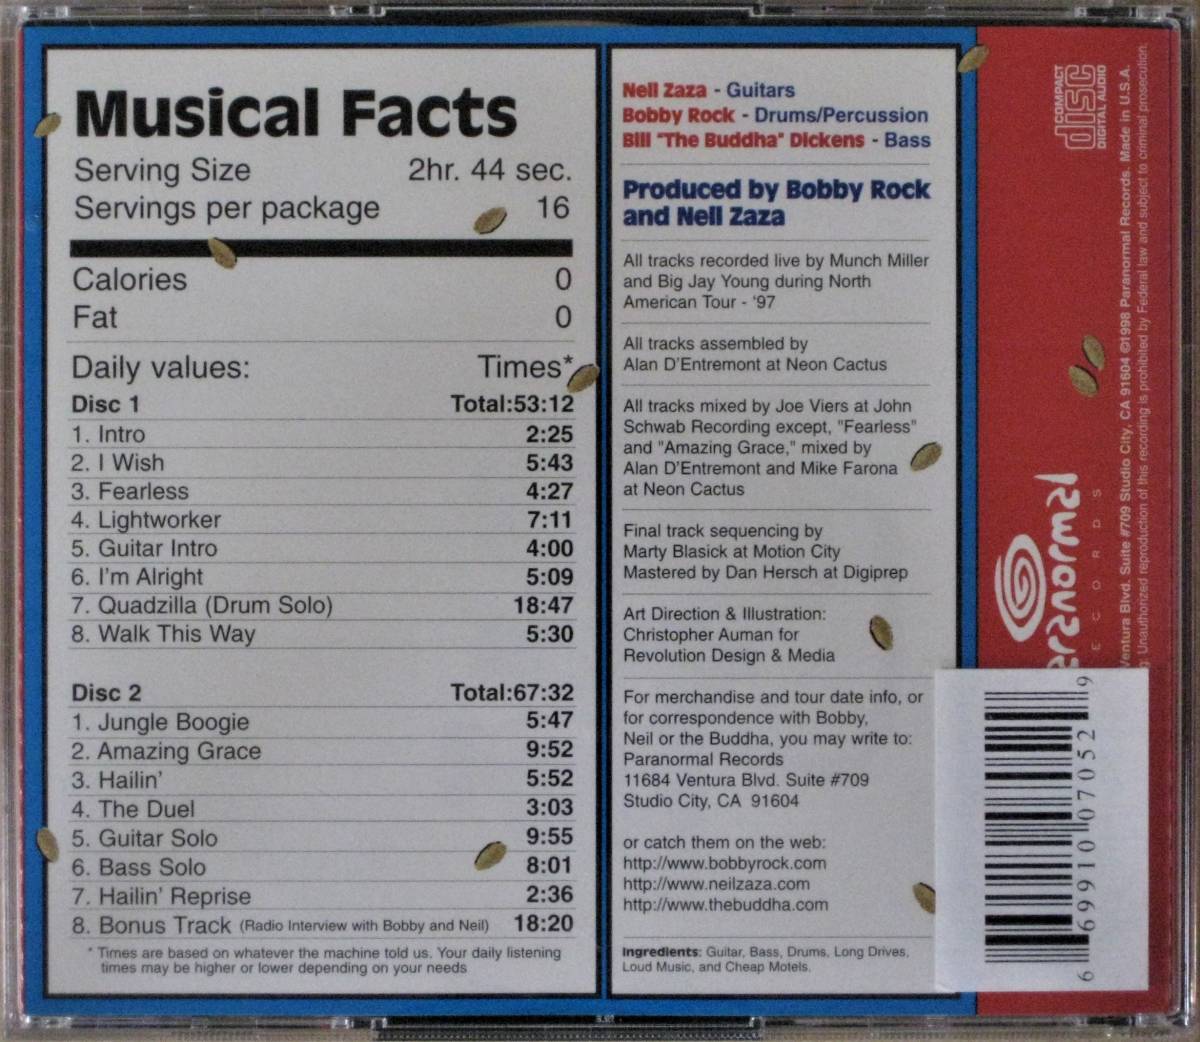 Musical Facts
Serving Size 2hr. 44 sec.
Servings per package 16
Calories 0
Fat 0
Daily values: Times*
Disc 1 Total:53:12
1. Intro 2:25
2. I Wish 5:43
3. Fearless 4:27
4. Lightworker 7:11
5. Guitar Intro 4:00
6. I'm Alright 5:09
7. Quadzilla (Drum Solo) 18:47
8. Walk This Way 5:30
Disc 2 Total:67:32
1. Jungle Boogie 5:47
2. Amazing Grace 9:52
3. Hailin' 5:52
4. The Duel 3:03
5. Guitar Solo 9:55
6. Bass Solo 8:01
7. Hailin' Reprise 2:36
8. Bonus Track (Radio Interview with Bobby and Neil) 18:20
* Times are based on whatever the machine told us. Your daily listening
times may be higher or lower depending on your needs
Neil Zaza - Guitars
Bobby Rock - Drums/Percussion
Bill "The Buddha" Dickens - Bass
Produced by Bobby Rock
and Neil Zaza
All tracks recorded live by Munch Miller
and Big Jay Young during North
American Tour - '97
All tracks assembled by
Alan D'Entremont at Neon Cactus
All tracks mixed by Joe Viers at John
Schwab Recording except, "Fearless"
and "Amazing Grace," mixed by
Alan D'Entremont and Mike Farona
at Neon Cactus
Final track sequencing by
Marty Blasick at Motion City
Mastered by Dan Hersch at Digiprep
Art Direction & Illustration:
Christopher Auman for
Revolution Design & Media
For merchandise and tour date info, or
for correspondence with Bobby,
Neil or the Buddha, you may write to:
Paranormal Records
11684 Ventura Blvd. Suite #709
Studio City, CA 91604
or catch them on the web:
http://www.bobbyrock.com
http://www.neilzaza.com
http://www.thebuddha.com
Ingredients: Guitar, Bass, Drums, Long Drives,
Loud Music, and Cheap Motels.
COMPACT
disc
DIGITAL AUDIO
aranormal
E C O R D S
Ventura Blvd. Suite #709 Studio City, CA 91604 ©1998 Paranormal Records. Made in U.S.A.
g: Unauthorized reproduction of this recording is prohibited by Federal law and subject to criminal prosecution.
6 69910 07052 9